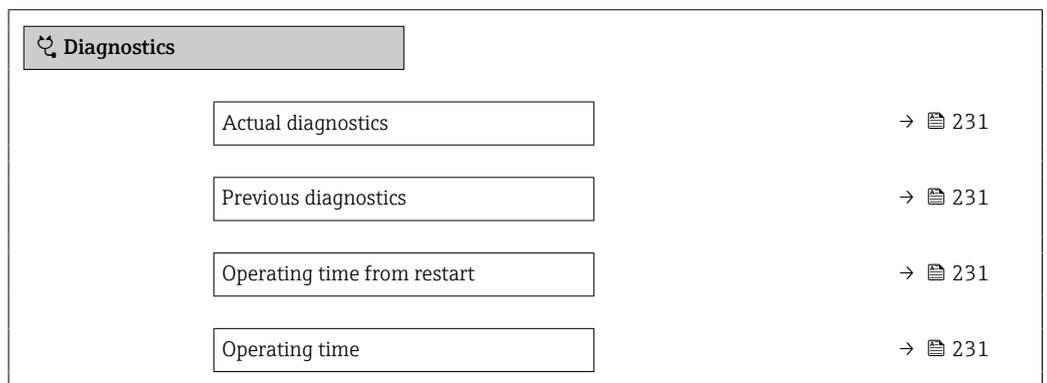 Diagnostics
Actual diagnostics → 231
Previous diagnostics → 231
Operating time from restart → 231
Operating time → 231